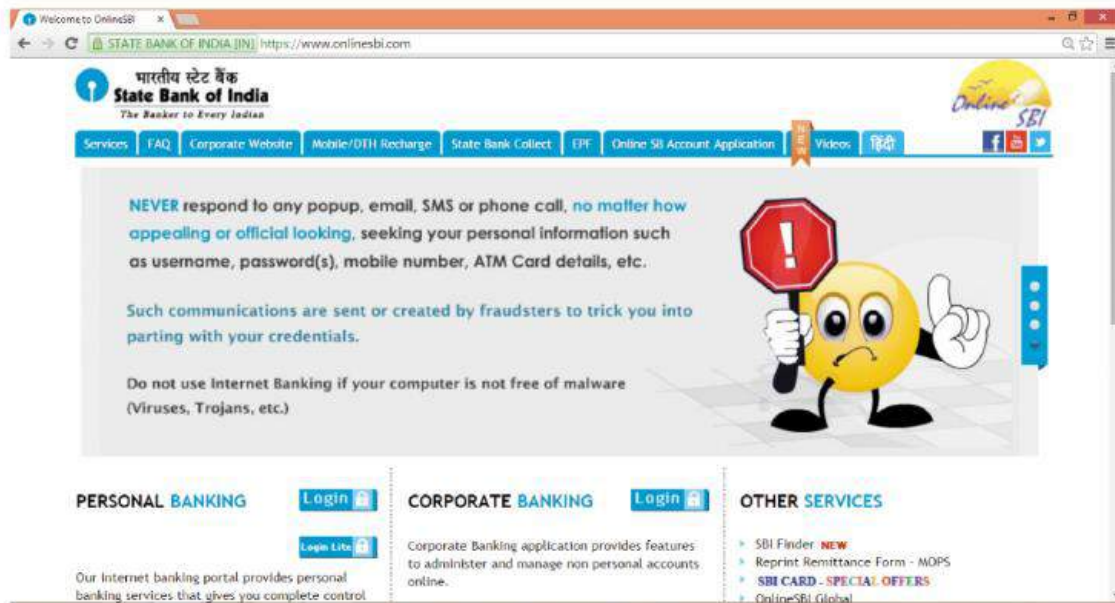 Welcome to OnlineSBI
STATE BANK OF INDIA [IN] https://www.onlinesbi.com
भारतीय स्टेट बैंक
State Bank of India
The Banker to Every Indian
Online SBI
Services FAQ Corporate Website Mobile/DTH Recharge State Bank Collect EPF Online SB Account Application NEW Videos हिंदी
NEVER respond to any popup, email, SMS or phone call, no matter how
appealing or official looking, seeking your personal information such
as username, password(s), mobile number, ATM Card details, etc.
Such communications are sent or created by fraudsters to trick you into
parting with your credentials.
Do not use Internet Banking if your computer is not free of malware
(Viruses, Trojans, etc.)
PERSONAL BANKING Login
Login Lite
Our Internet banking portal provides personal
banking services that gives you complete control
CORPORATE BANKING Login
Corporate Banking application provides features
to administer and manage non personal accounts
online.
OTHER SERVICES
SBI Finder NEW
Reprint Remittance Form - MOPS
SBI CARD - SPECIAL OFFERS
OnlineSBI Global